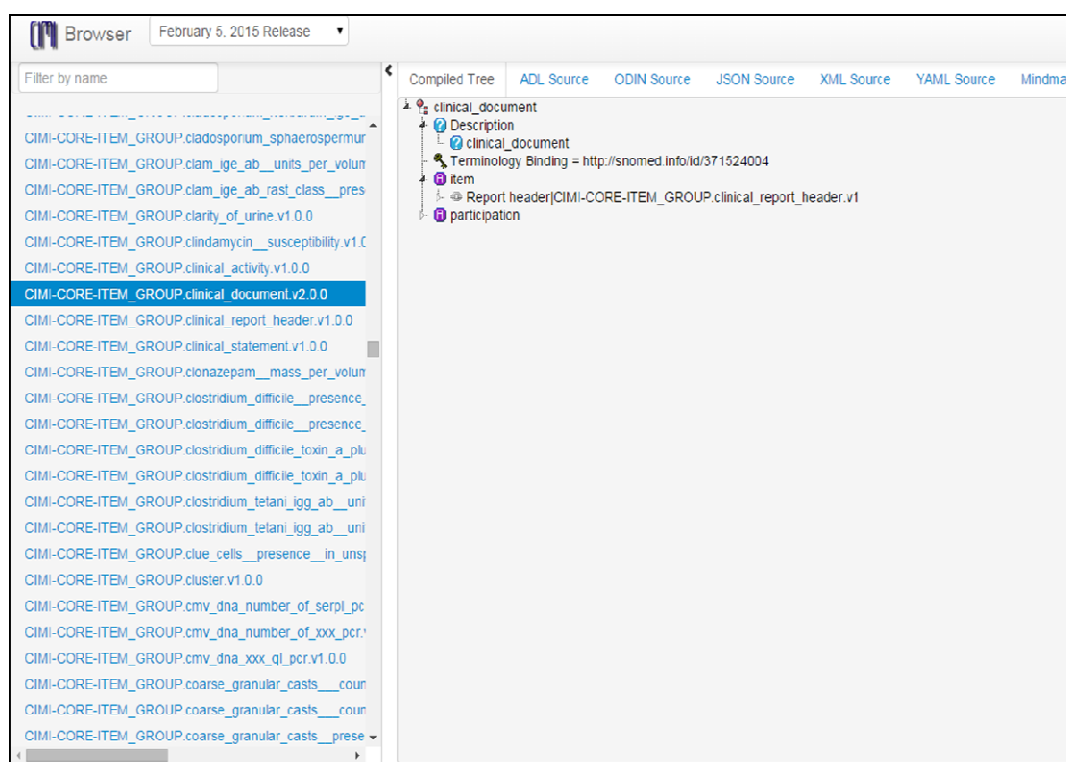 Browser
February 5, 2015 Release
Filter by name
CIMI-CORE-ITEM_GROUP.cladosporium_sphaerospermur
CIMI-CORE-ITEM_GROUP.clam_ige_ab__units_per_volum
CIMI-CORE-ITEM_GROUP.clam_ige_ab_rast_class__pres
CIMI-CORE-ITEM_GROUP.clarity_of_urine.v1.0.0
CIMI-CORE-ITEM_GROUP.clindamycin__susceptibility.v1.0
CIMI-CORE-ITEM_GROUP.clinical_activity.v1.0.0
CIMI-CORE-ITEM_GROUP.clinical_document.v2.0.0
CIMI-CORE-ITEM_GROUP.clinical_report_header.v1.0.0
CIMI-CORE-ITEM_GROUP.clinical_statement.v1.0.0
CIMI-CORE-ITEM_GROUP.clonazepam__mass_per_volum
CIMI-CORE-ITEM_GROUP.clostridium_difficile__presence_
CIMI-CORE-ITEM_GROUP.clostridium_difficile__presence_
CIMI-CORE-ITEM_GROUP.clostridium_difficile_toxin_a_plu
CIMI-CORE-ITEM_GROUP.clostridium_difficile_toxin_a_plu
CIMI-CORE-ITEM_GROUP.clostridium_tetani_igg_ab__uni
CIMI-CORE-ITEM_GROUP.clostridium_tetani_igg_ab__uni
CIMI-CORE-ITEM_GROUP.clue_cells__presence__in_unsp
CIMI-CORE-ITEM_GROUP.cluster.v1.0.0
CIMI-CORE-ITEM_GROUP.cmv_dna_number_of_serpl_pc
CIMI-CORE-ITEM_GROUP.cmv_dna_number_of_xxx_pcr.v
CIMI-CORE-ITEM_GROUP.cmv_dna_xxx_ql_pcr.v1.0.0
CIMI-CORE-ITEM_GROUP.coarse_granular_casts___coun
CIMI-CORE-ITEM_GROUP.coarse_granular_casts___coun
CIMI-CORE-ITEM_GROUP.coarse_granular_casts__prese
Compiled Tree ADL Source ODIN Source JSON Source XML Source YAML Source Mindma
clinical_document
Description
clinical_document
Terminology Binding = http://snomed.info/id/371524004
item
Report header|CIMI-CORE-ITEM_GROUP.clinical_report_header.v1
participation